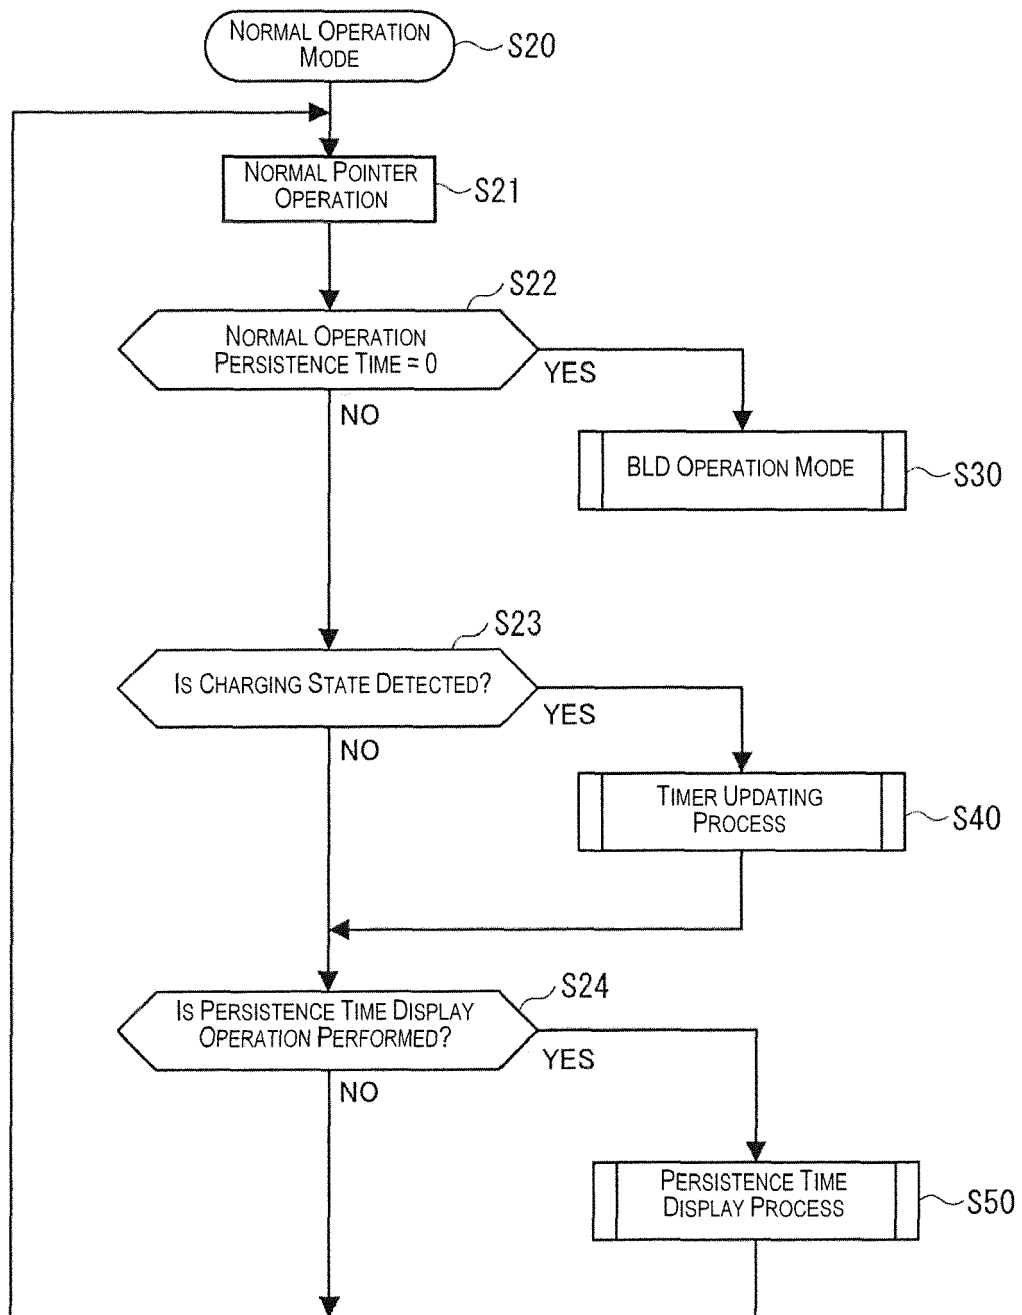 NORMAL OPERATION
MODE
S20
NORMAL POINTER
OPERATION
S21
S22
NORMAL OPERATION
PERSISTENCE TIME = 0
YES
NO
BLD OPERATION MODE
S30
S23
IS CHARGING STATE DETECTED?
YES
NO
TIMER UPDATING
PROCESS
S40
S24
IS PERSISTENCE TIME DISPLAY
OPERATION PERFORMED?
YES
NO
PERSISTENCE TIME
DISPLAY PROCESS
S50